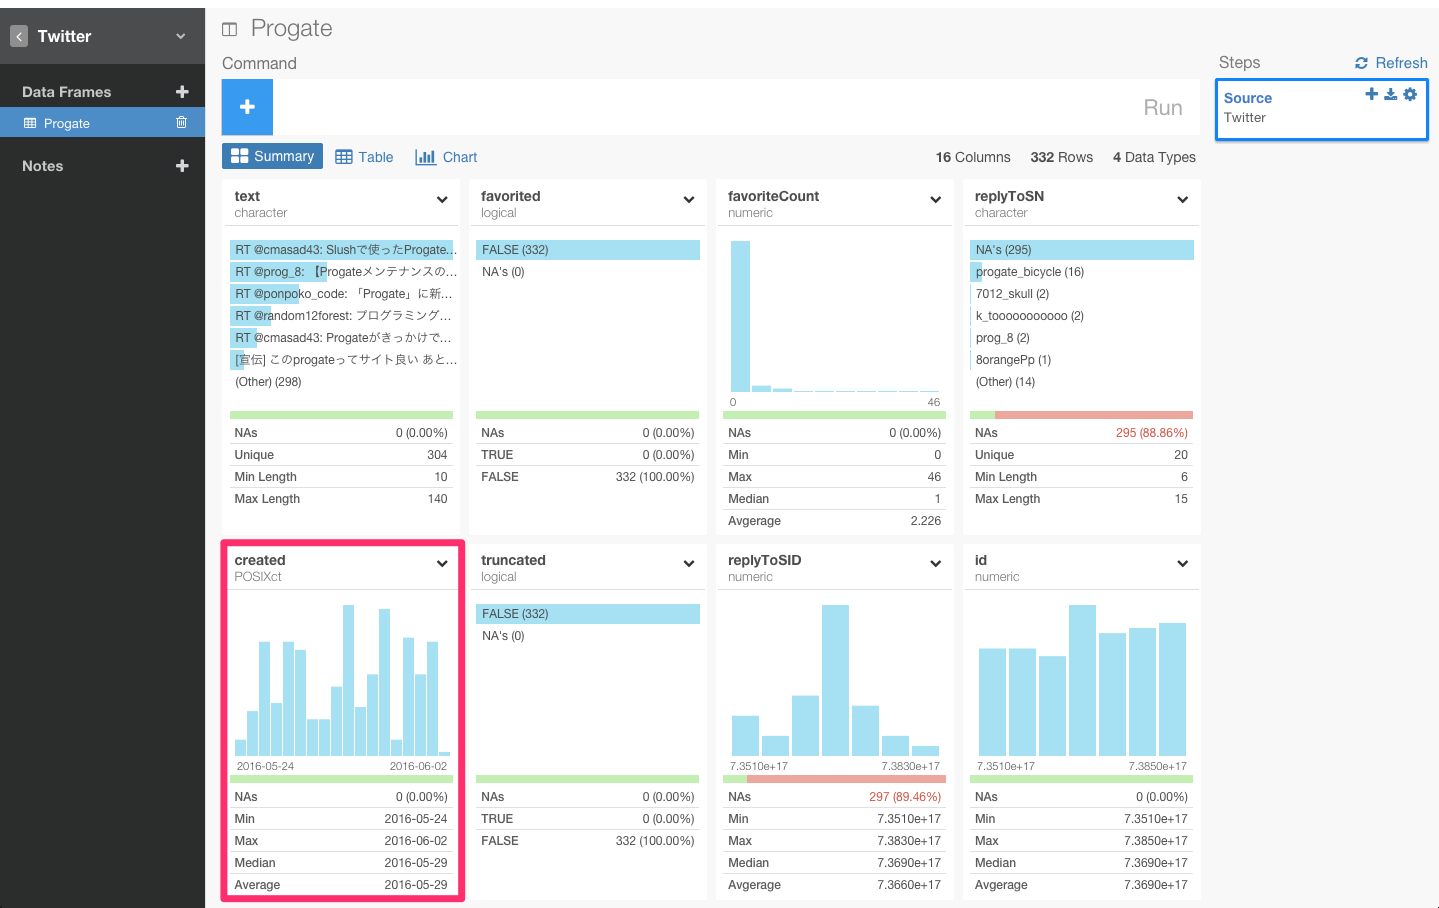 Twitter
Data Frames
Progate
Notes
Progate
Command
Run
Steps
Refresh
Source
Twitter
Summary
Table
Chart
16 Columns 332 Rows 4 Data Types
text
character
RT @cmasad43: Slushで使ったProgate...
RT @prog_8: 【Progateメンテナンスの...
RT @ponpoko_code: 「Progate」に新...
RT @random12forest: プログラミング...
RT @cmasad43: Progateがきっかけで...
[宣伝] このprogateってサイト良い あと...
(Other) (298)
NAs 0 (0.00%)
Unique 304
Min Length 10
Max Length 140
favorited
logical
FALSE (332)
NA's (0)
NAs 0 (0.00%)
TRUE 0 (0.00%)
FALSE 332 (100.00%)
favoriteCount
numeric
0 46
NAs 0 (0.00%)
Min 0
Max 46
Median 1
Avgerage 2.226
replyToSN
character
NA's (295)
progate_bicycle (16)
7012_skull (2)
k_tooooooooooo (2)
prog_8 (2)
8orangePp (1)
(Other) (14)
NAs 295 (88.86%)
Unique 20
Min Length 6
Max Length 15
created
POSIXct
2016-05-24 2016-06-02
NAs 0 (0.00%)
Min 2016-05-24
Max 2016-06-02
Median 2016-05-29
Average 2016-05-29
truncated
logical
FALSE (332)
NA's (0)
NAs 0 (0.00%)
TRUE 0 (0.00%)
FALSE 332 (100.00%)
replyToSID
numeric
7.3510e+17 7.3830e+17
NAs 297 (89.46%)
Min 7.3510e+17
Max 7.3830e+17
Median 7.3690e+17
Avgerage 7.3660e+17
id
numeric
7.3510e+17 7.3850e+17
NAs 0 (0.00%)
Min 7.3510e+17
Max 7.3850e+17
Median 7.3690e+17
Avgerage 7.3690e+17